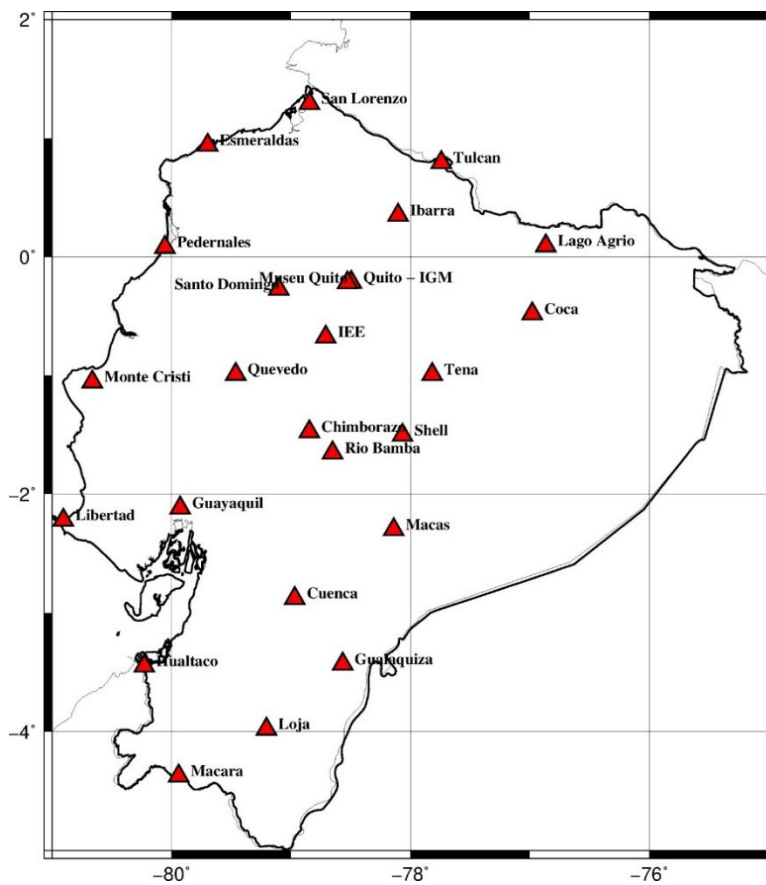 2°
San Lorenzo
Esmeraldas
Tulcan
Ibarra
Pedernales
Lago Agrio
0°
Museu Quito
Quito – IGM
Santo Domingo
Coca
IEE
Monte Cristi
Quevedo
Tena
Chimborazo
Shell
Rio Bamba
−2°
Guayaquil
Libertad
Macas
Cuenca
Hualtaco
Gualaquiza
−4°
Loja
Macara
−80°
−78°
−76°